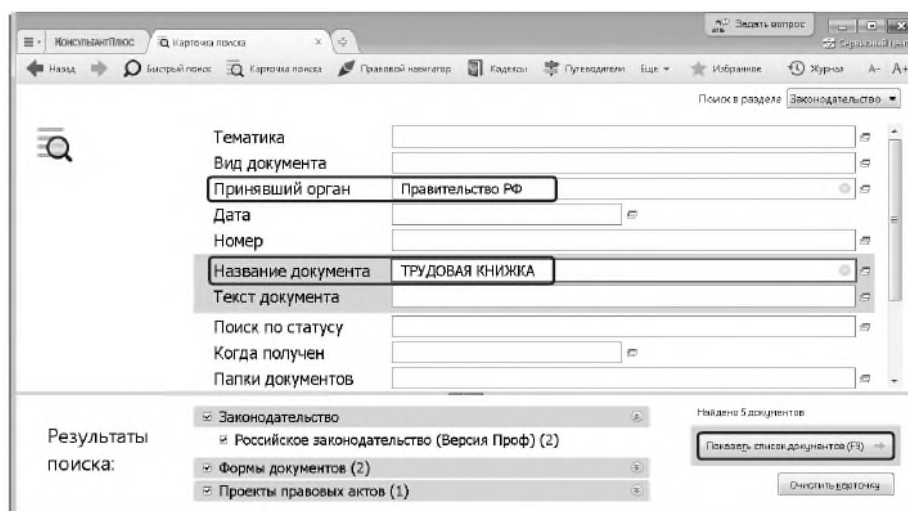 Задать вопрос
КонсультантПлюс Карточка поиска
Сервисный Цент
Назад Быстрый поиск Карточка поиска Правовой навигатор Кодексы Путеводители Еще Избранное Журнал А- А+
Поиск в разделе Законодательство
Тематика
Вид документа
Принявший орган Правительство РФ
Дата
Номер
Название документа ТРУДОВАЯ КНИЖКА
Текст документа
Поиск по статусу
Когда получен
Папки документов
Результаты поиска:
Законодательство
Российское законодательство (Версия Проф) (2)
Формы документов (2)
Проекты правовых актов (1)
Найдено 5 документов
Показать список документов (F9)
Очистить карточку